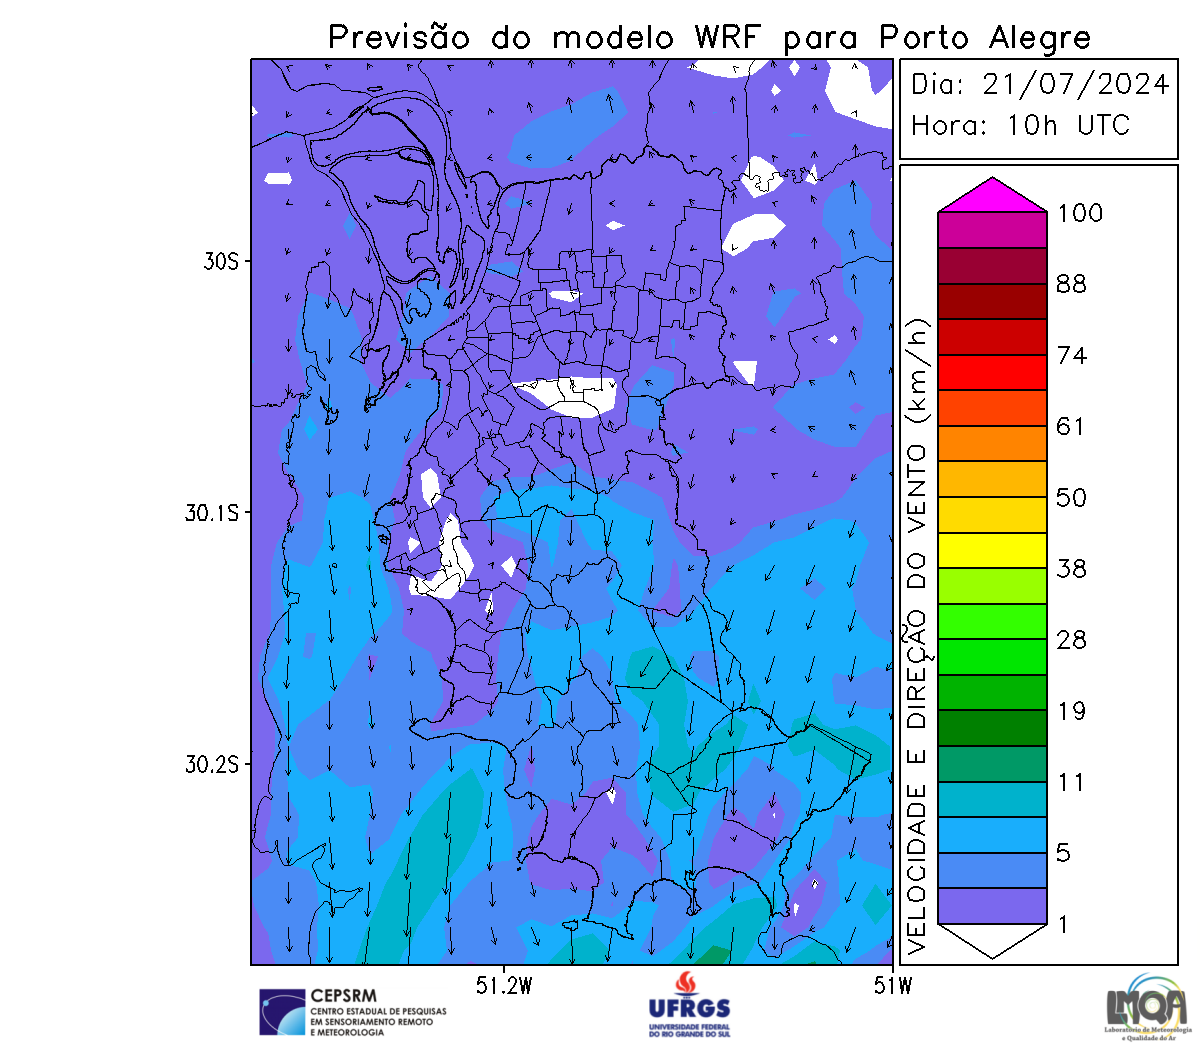 Previsão do modelo WRF para Porto Alegre
Dia: 21/07/2024
Hora: 10h UTC
30S
30.1S
30.2S
51.2W
51W
VELOCIDADE E DIREÇÃO DO VENTO (km/h)
100
88
74
61
50
38
28
19
11
5
1
CEPSRM
CENTRO ESTADUAL DE PESQUISAS
EM SENSORIAMENTO REMOTO
E METEOROLOGIA
UFRGS
UNIVERSIDADE FEDERAL
DO RIO GRANDE DO SUL
LMQA
Laboratório de Meteorologia
e Qualidade do Ar